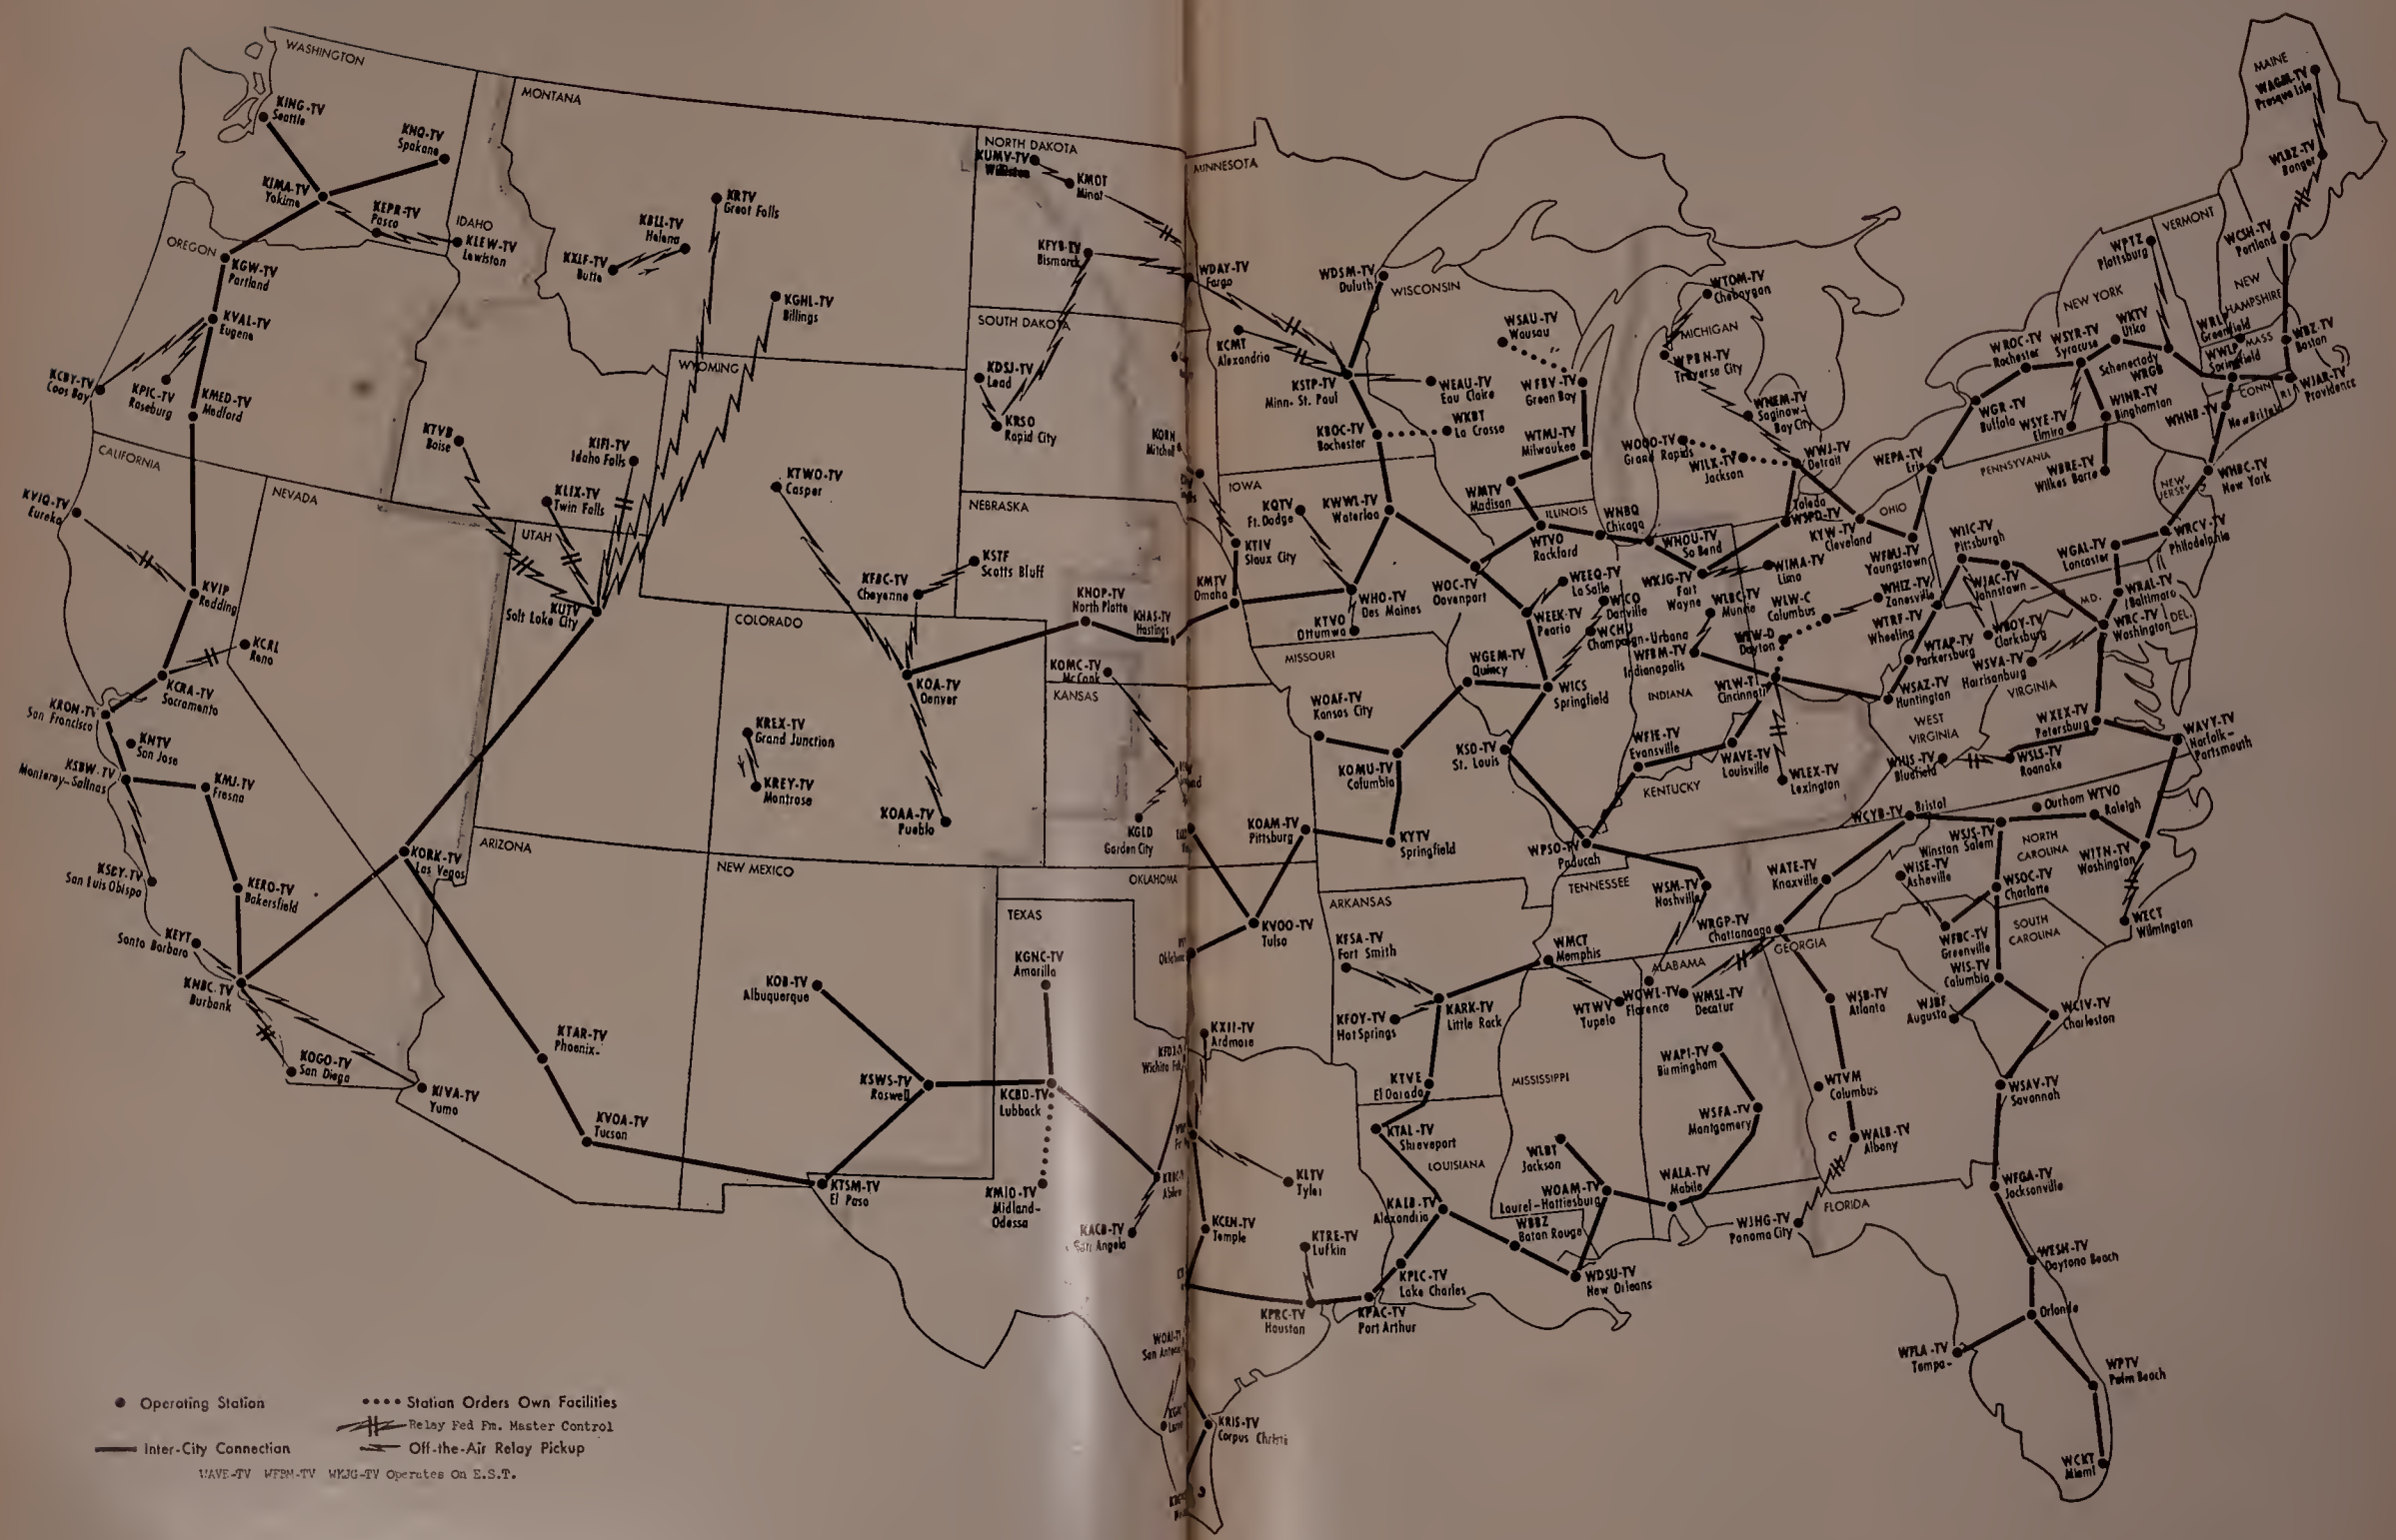 WASHINGTON
KING-TV
Seattle
KHQ-TV
Spokane
KIMA-TV
Yakima
KEPR-TV
Pasco
IDAHO
KLEW-TV
Lewiston
OREGON
KGW-TV
Portland
KVAL-TV
Eugene
KCBY-TV
Coos Bay
KPIC-TV
Roseburg
KMED-TV
Medford
CALIFORNIA
KVIQ-TV
Eureka
NEVADA
KVIP
Redding
KCRL
Reno
KCRA-TV
Sacramento
KRON-TV
San Francisco
KNTV
San Jose
KSBW-TV
Monterey-Salinas
KMJ-TV
Fresno
KSBY-TV
San Luis Obispo
KERO-TV
Bakersfield
KEYT
Santa Barbara
KNBC-TV
Burbank
KOGO-TV
San Diego
KIVA-TV
Yuma
KORK-TV
Las Vegas
ARIZONA
KTAR-TV
Phoenix-
KVOA-TV
Tucson
MONTANA
KRTV
Great Falls
KBLL-TV
Helena
KXLF-TV
Butte
KGHL-TV
Billings
KTVB
Boise
KIFI-TV
Idaho Falls
KLIX-TV
Twin Falls
UTAH
KUTV
Salt Lake City
WYOMING
KTWO-TV
Casper
KFBC-TV
Cheyenne
COLORADO
KOA-TV
Denver
KREX-TV
Grand Junction
KREY-TV
Montrose
KOAA-TV
Pueblo
NEW MEXICO
KOB-TV
Albuquerque
KSWS-TV
Roswell
KTSM-TV
El Paso
NORTH DAKOTA
KUMV-TV
Williston
KMOT
Minot
KFYR-TV
Bismarck
WDAY-TV
Fargo
SOUTH DAKOTA
KDSJ-TV
Lead
KRSD
Rapid City
KORN
Mitchell
NEBRASKA
KSTF
Scotts Bluff
KNOP-TV
North Platte
KHAS-TV
Hastings
KMTV
Omaha
KOMC-TV
McCook
KANSAS
KGLD
Garden City
OKLAHOMA
KOAM-TV
Pittsburg
KVOO-TV
Tulsa
TEXAS
KGNC-TV
Amarillo
KCBD-TV
Lubbock
KMID-TV
Midland-
Odessa
KACB-TV
San Angelo
KXII-TV
Ardmore
KLTV
Tyler
KCEN-TV
Temple
KTRE-TV
Lufkin
KPRC-TV
Houston
KPAC-TV
Port Arthur
KRIS-TV
Corpus Christi
MINNESOTA
WDSM-TV
Duluth
KCMT
Alexandria
KSTP-TV
Minn- St. Paul
KROC-TV
Rochester
WISCONSIN
WEAU-TV
Eau Claire
WKBT
La Crosse
WSAU-TV
Wausau
WFRV-TV
Green Bay
WTMJ-TV
Milwaukee
WMTV
Madison
IOWA
KQTV
Ft. Dodge
KWWL-TV
Waterloo
KTIV
Sioux City
WHO-TV
Des Moines
KTVO
Ottumwa
WOC-TV
Davenport
ILLINOIS
WTVO
Rockford
WNBQ
Chicago
WEEQ-TV
La Salle
WEEK-TV
Peoria
Danville
WCHU
Champaign-Urbana
WGEM-TV
Quincy
WICS
Springfield
MISSOURI
WDAF-TV
Kansas City
KOMU-TV
Columbia
KYTV
Springfield
KSD-TV
St. Louis
MICHIGAN
WTOM-TV
Cheboygan
WPBN-TV
Traverse City
WNEM-TV
Saginaw-
Bay City
WOOD-TV
Grand Rapids
WILX-TV
Jackson
WWJ-TV
Detroit
INDIANA
WNDU-TV
So Bend
WKJG-TV
Fort
Wayne
WLBC-TV
Muncie
WFBM-TV
Indianapolis
WFIE-TV
Evansville
OHIO
Toledo
WSPD-TV
KYW-TV
Cleveland
WFMJ-TV
Youngstown
WIMA-TV
Lima
WLW-C
Columbus
WHIZ-TV
Zanesville
WLW-D
Dayton
WLW-T
Cincinnati
KENTUCKY
WAVE-TV
Louisville
WLEX-TV
Lexington
WPSD-TV
Paducah
TENNESSEE
WSM-TV
Nashville
WMCT
Memphis
WATE-TV
Knoxville
WRGP-TV
Chattanooga
ARKANSAS
KFSA-TV
Fort Smith
KFOY-TV
Hot Springs
KARK-TV
Little Rock
KTVE
El Dorado
LOUISIANA
KTAL-TV
Shreveport
KALB-TV
Alexandria
KPLC-TV
Lake Charles
WBRZ
Baton Rouge
WDSU-TV
New Orleans
MISSISSIPPI
WTWV
Tupelo
WLBT
Jackson
WDAM-TV
Laurel-Hattiesburg
ALABAMA
WOWL-TV
Florence
WMSL-TV
Decatur
WAPI-TV
Birmingham
WSFA-TV
Montgomery
WALA-TV
Mobile
GEORGIA
WSB-TV
Atlanta
WTVM
Columbus
WALB-TV
Albany
WJBF
Augusta
WSAV-TV
Savannah
FLORIDA
WJHG-TV
Panama City
WFGA-TV
Jacksonville
WESH-TV
Daytona Beach
Orlando
WFLA-TV
Tampa-
WPTV
Palm Beach
WCKT
Miami
SOUTH
CAROLINA
WFBC-TV
Greenville
WIS-TV
Columbia
WCIV-TV
Charleston
NORTH
CAROLINA
WISE-TV
Asheville
WSJS-TV
Winston Salem
Durham WTVD
Raleigh
WSOC-TV
Charlotte
WITN-TV
Washington
WECT
Wilmington
WCYB-TV
Bristol
VIRGINIA
WSVA-TV
Harrisonburg
WXEX-TV
Petersburg
WSLS-TV
Roanoke
WAVY-TV
Norfolk-
Portsmouth
WEST
VIRGINIA
WHIS-TV
Bluefield
WSAZ-TV
Huntington
WTAP-TV
Parkersburg
WTRF-TV
Wheeling
WBOY-TV
Clarksburg
MD.
DEL.
WRC-TV
Washington
WBAL-TV
Baltimore
PENNSYLVANIA
WIIC-TV
Pittsburgh
WJAC-TV
Johnstown
Erie
WGAL-TV
Lancaster
WRCV-TV
Philadelphia
WBRE-TV
Wilkes Barre
NEW
JERSEY
NEW YORK
WPTZ
Plattsburg
WGR-TV
Buffalo
WROC-TV
Rochester
WSYR-TV
Syracuse
WKTV
Utica
Schenectady
WRGB
WSYE-TV
Elmira
WINR-TV
Binghamton
WNBC-TV
New York
VERMONT
NEW
HAMPSHIRE
MAINE
WAGM-TV
Presque Isle
WLBZ-TV
Bangor
WCSH-TV
Portland
MASS
WRLP
Greenfield
WWLP
Springfield
WBZ-TV
Boston
CONN
RI
WJAR-TV
Providence
WHNB-TV
New Britain
Operating Station
Station Orders Own Facilities
Relay Fed Fm. Master Control
Inter-City Connection
Off-the-Air Relay Pickup
WAVE-TV WFBM-TV WKJG-TV Operates On E.S.T.